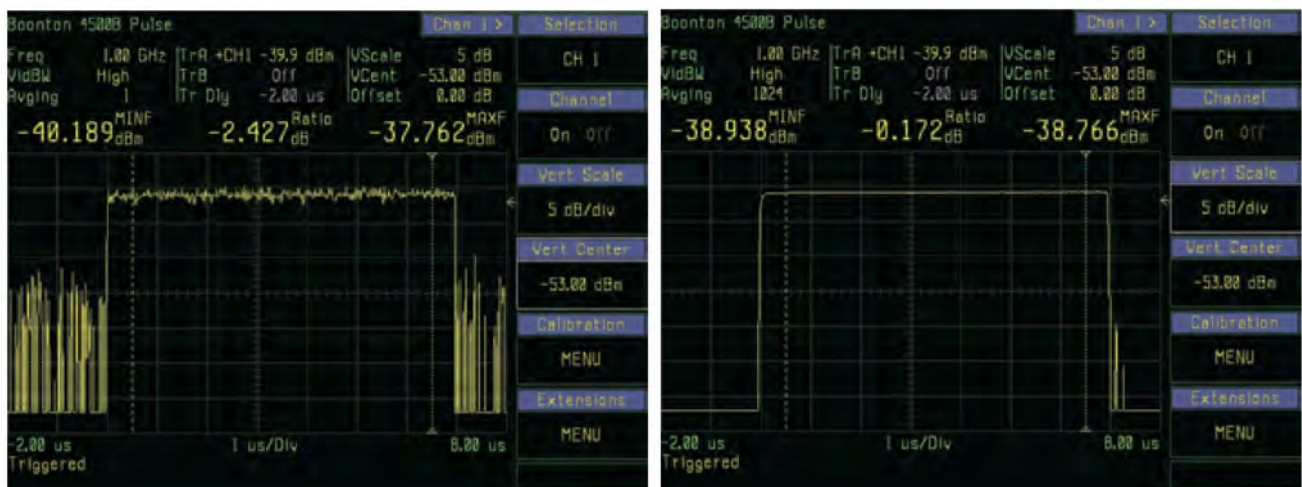 Boonton 4500B Pulse Chan 1 > Selection
Freq 1.00 GHz TrA +CH1 -39.9 dBm VScale 5 dB CH 1
VidBW High TrB Off VCent -53.00 dBm
Avging 1 Tr Dly -2.00 us Offset 0.00 dB Channel
-40.189 MINF dBm -2.427 Ratio dB -37.762 MAXF dBm On Off
Vert Scale
5 dB/div
Vert Center
-53.00 dBm
Calibration
MENU
Extensions
MENU
-2.00 us 1 us/Div 8.00 us
Triggered
Boonton 4500B Pulse Chan 1 > Selection
Freq 1.00 GHz TrA +CH1 -39.9 dBm VScale 5 dB CH 1
VidBW High TrB Off VCent -53.00 dBm
Avging 1024 Tr Dly -2.00 us Offset 0.00 dB Channel
-38.938 MINF dBm -0.172 Ratio dB -38.766 MAXF dBm On Off
Vert Scale
5 dB/div
Vert Center
-53.00 dBm
Calibration
MENU
Extensions
MENU
-2.00 us 1 us/Div 8.00 us
Triggered